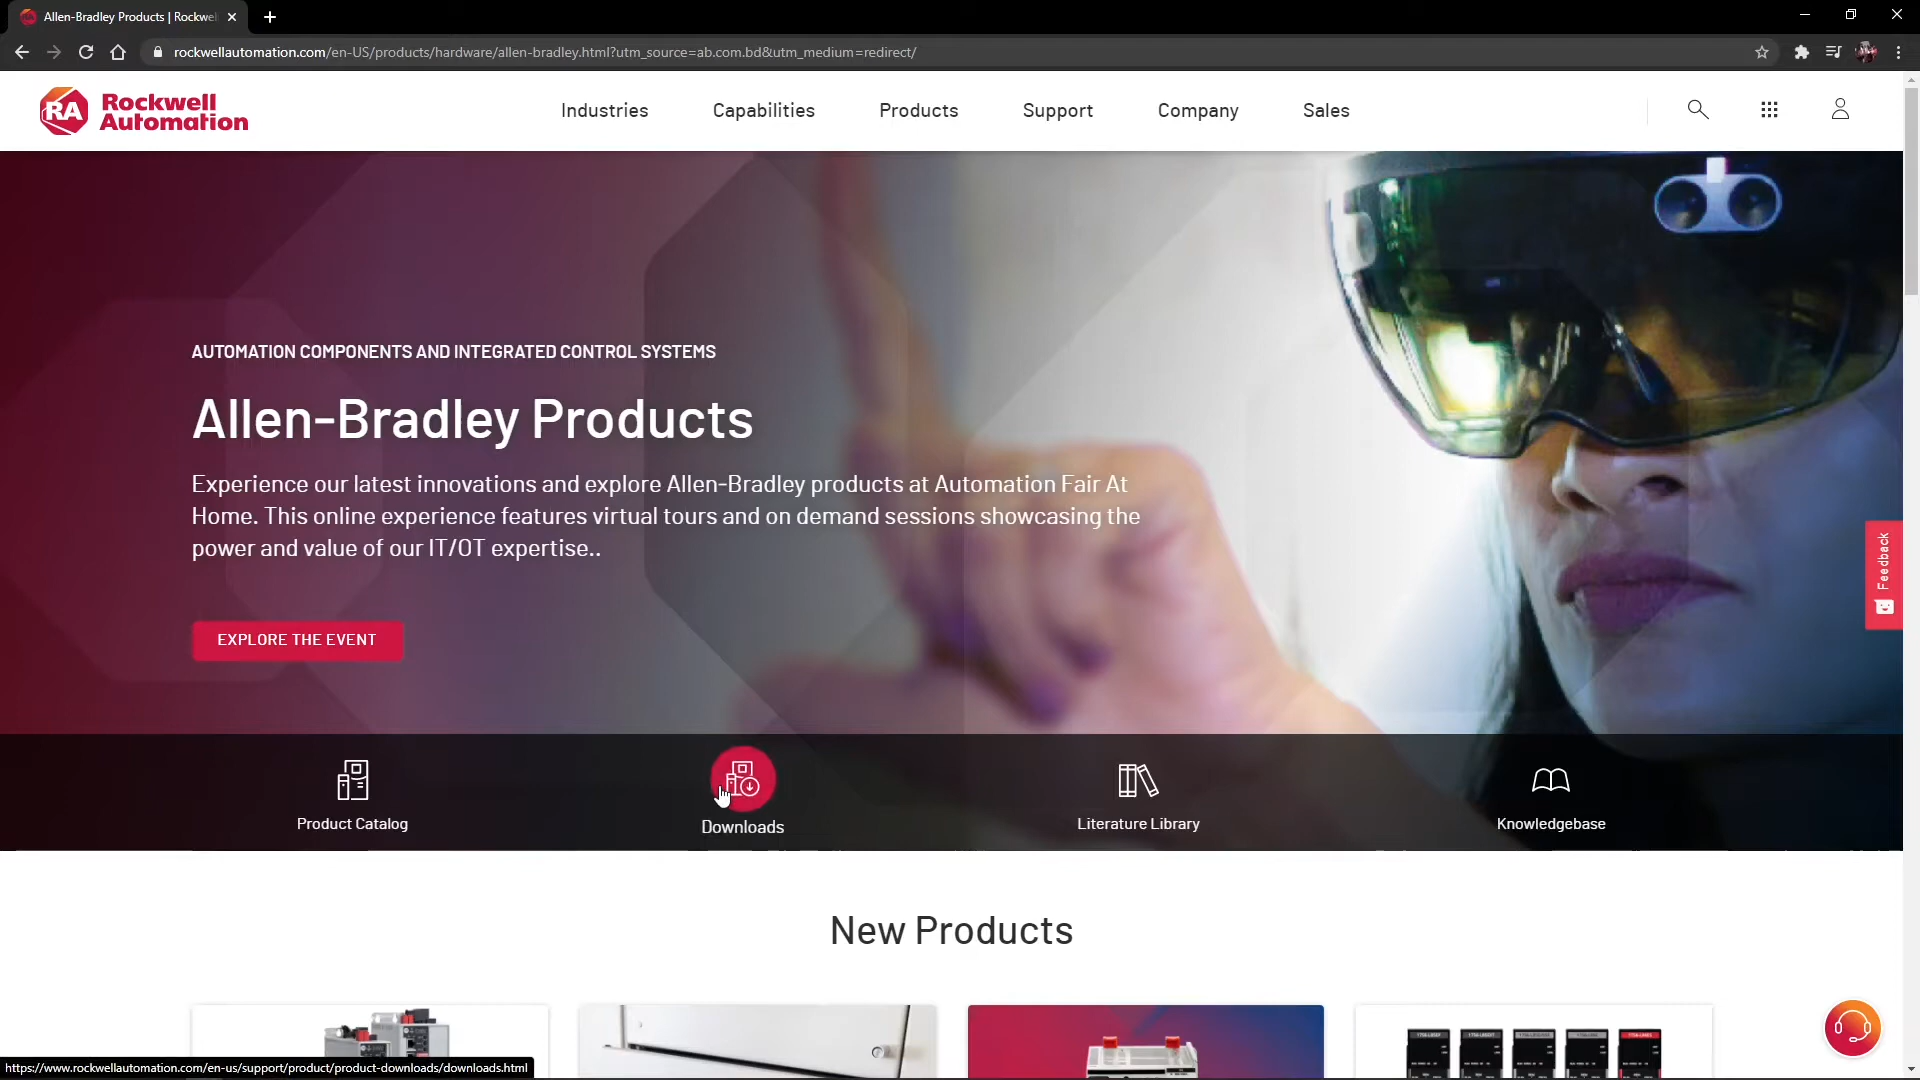 Allen-Bradley Products | Rockwel
rockwellautomation.com/en-US/products/hardware/allen-bradley.html?utm_source=ab.com.bd&utm_medium=redirect/
RA Rockwell Automation
Industries
Capabilities
Products
Support
Company
Sales
AUTOMATION COMPONENTS AND INTEGRATED CONTROL SYSTEMS
Allen-Bradley Products
Experience our latest innovations and explore Allen-Bradley products at Automation Fair At
Home. This online experience features virtual tours and on demand sessions showcasing the
power and value of our IT/OT expertise..
EXPLORE THE EVENT
Feedback
Product Catalog
Downloads
Literature Library
Knowledgebase
New Products
https://www.rockwellautomation.com/en-us/support/product/product-downloads/downloads.html